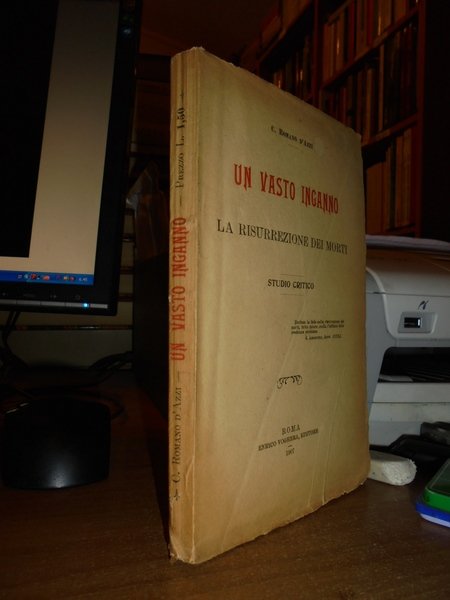 C. ROMANO D'AZZI
UN VASTO INGANNO
LA RISURREZIONE DEI MORTI
STUDIO CRITICO
ROMA
ENRICO VOGHERA, EDITORE
1907
C. ROMANO D'AZZI — UN VASTO INGANNO — PREZZO L. 1,50